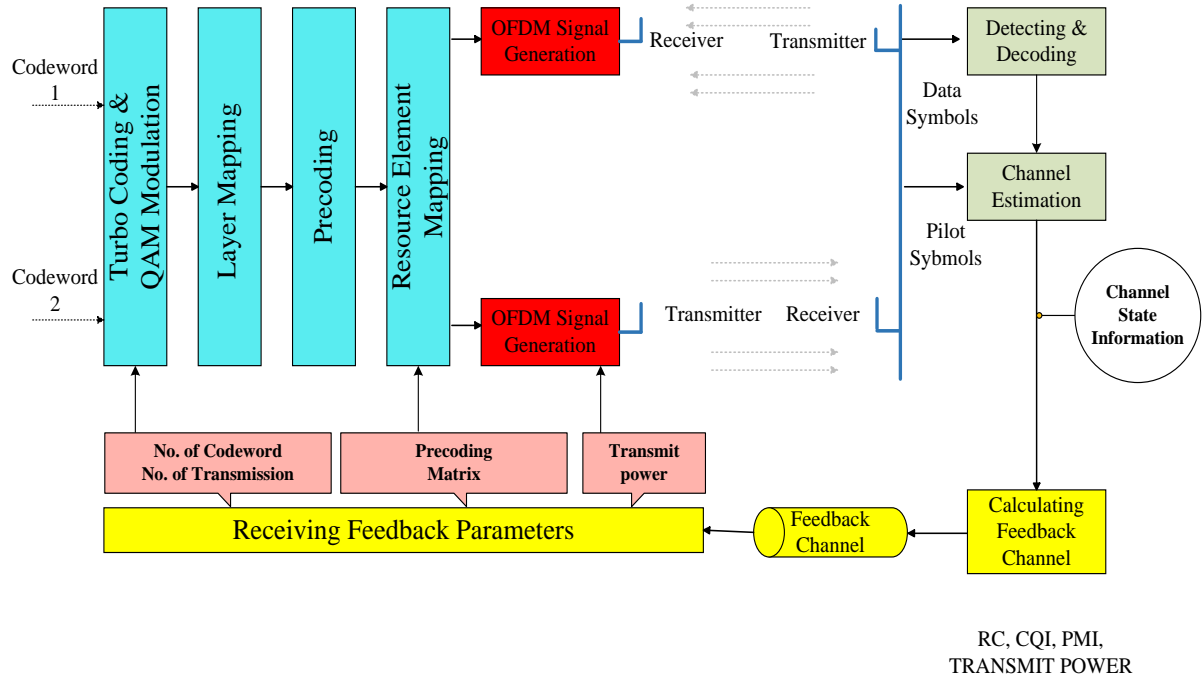 Codeword
1
Codeword
2
Turbo Coding &
QAM Modulation
Layer Mapping
Precoding
Resource Element
Mapping
OFDM Signal
Generation
Receiver
Transmitter
OFDM Signal
Generation
Transmitter
Receiver
Detecting &
Decoding
Data
Symbols
Channel
Estimation
Pilot
Sybmols
Channel
State
Information
No. of Codeword
No. of Transmission
Precoding
Matrix
Transmit
power
Receiving Feedback Parameters
Feedback
Channel
Calculating
Feedback
Channel
RC, CQI, PMI,
TRANSMIT POWER